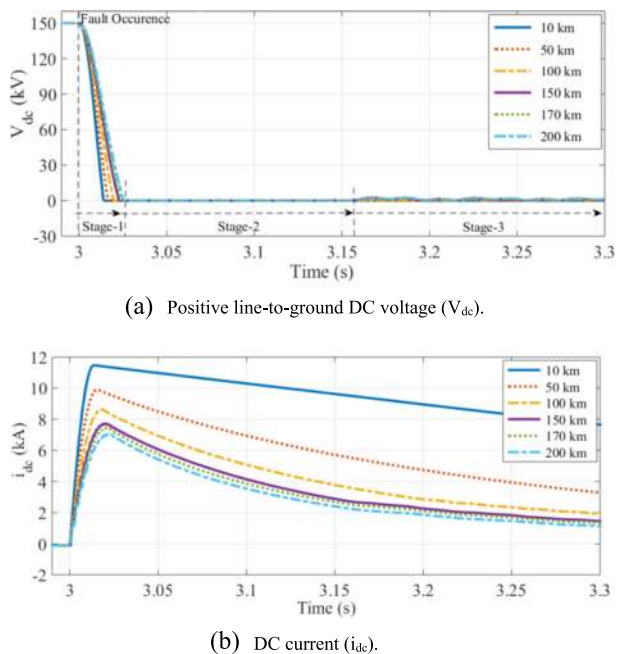 150
120
90
60
30
0
-30
V_dc (kV)
Fault Occurence
10 km
50 km
100 km
150 km
170 km
200 km
Stage-1
Stage-2
Stage-3
3
3.05
3.1
3.15
3.2
3.25
3.3
Time (s)
(a) Positive line-to-ground DC voltage (V_dc).
12
10
8
6
4
2
0
-2
i_dc (kA)
10 km
50 km
100 km
150 km
170 km
200 km
3
3.05
3.1
3.15
3.2
3.25
3.3
Time (s)
(b) DC current (i_dc).